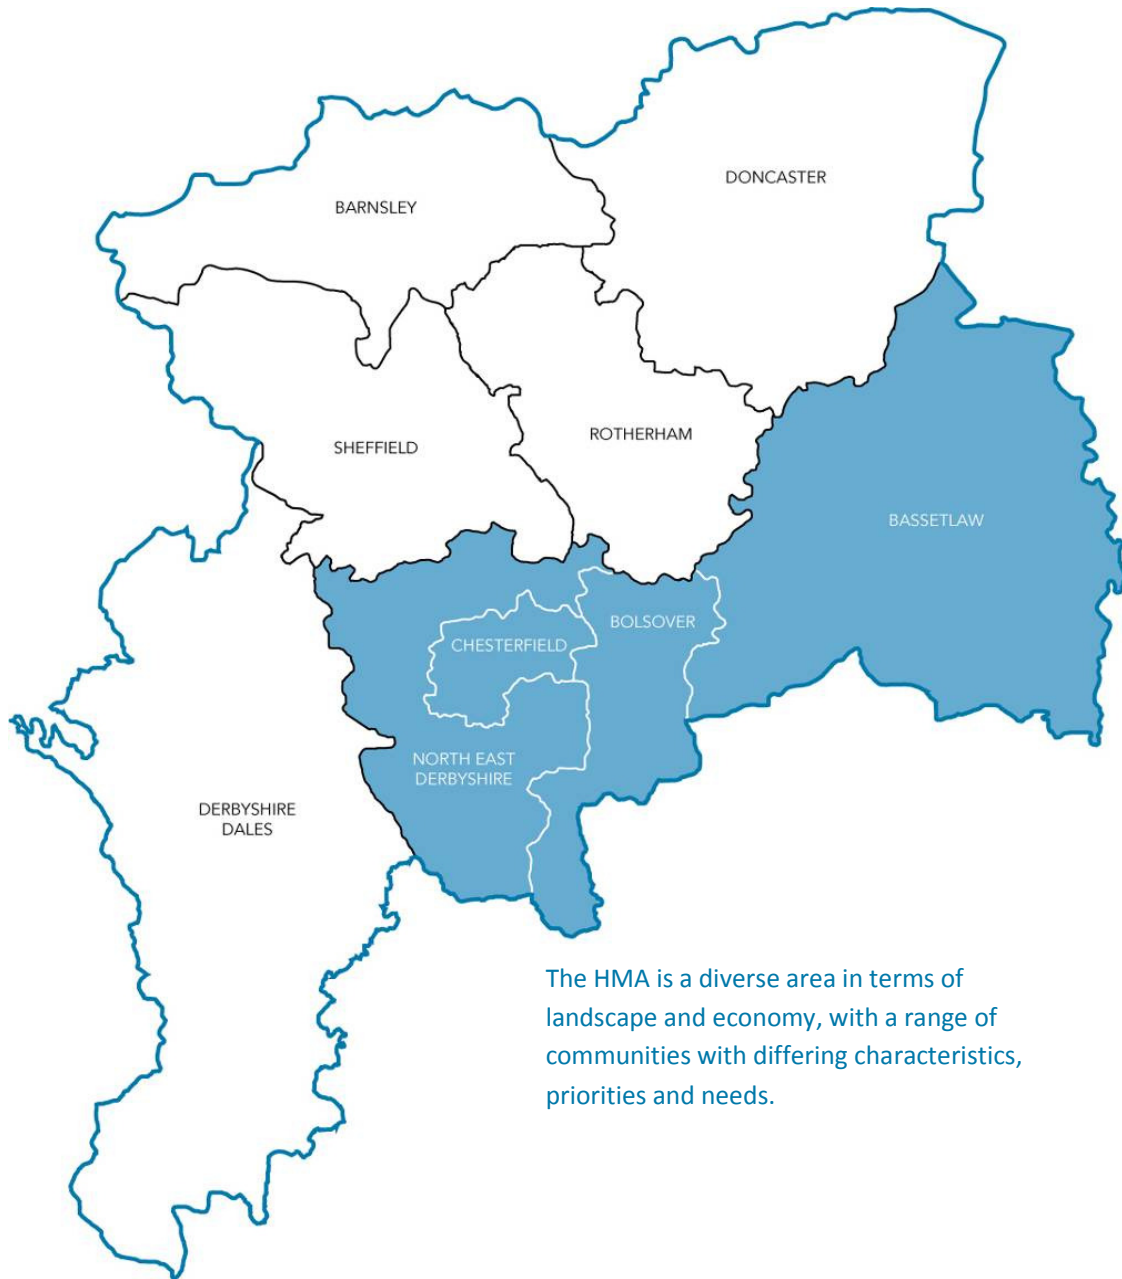 DONCASTER
BARNSLEY
ROTHERHAM
SHEFFIELD
BASSETLAW
BOLSOVER
CHESTERFIELD
NORTH EAST
DERBYSHIRE
DERBYSHIRE
DALES
The HMA is a diverse area in terms of
landscape and economy, with a range of
communities with differing characteristics,
priorities and needs.